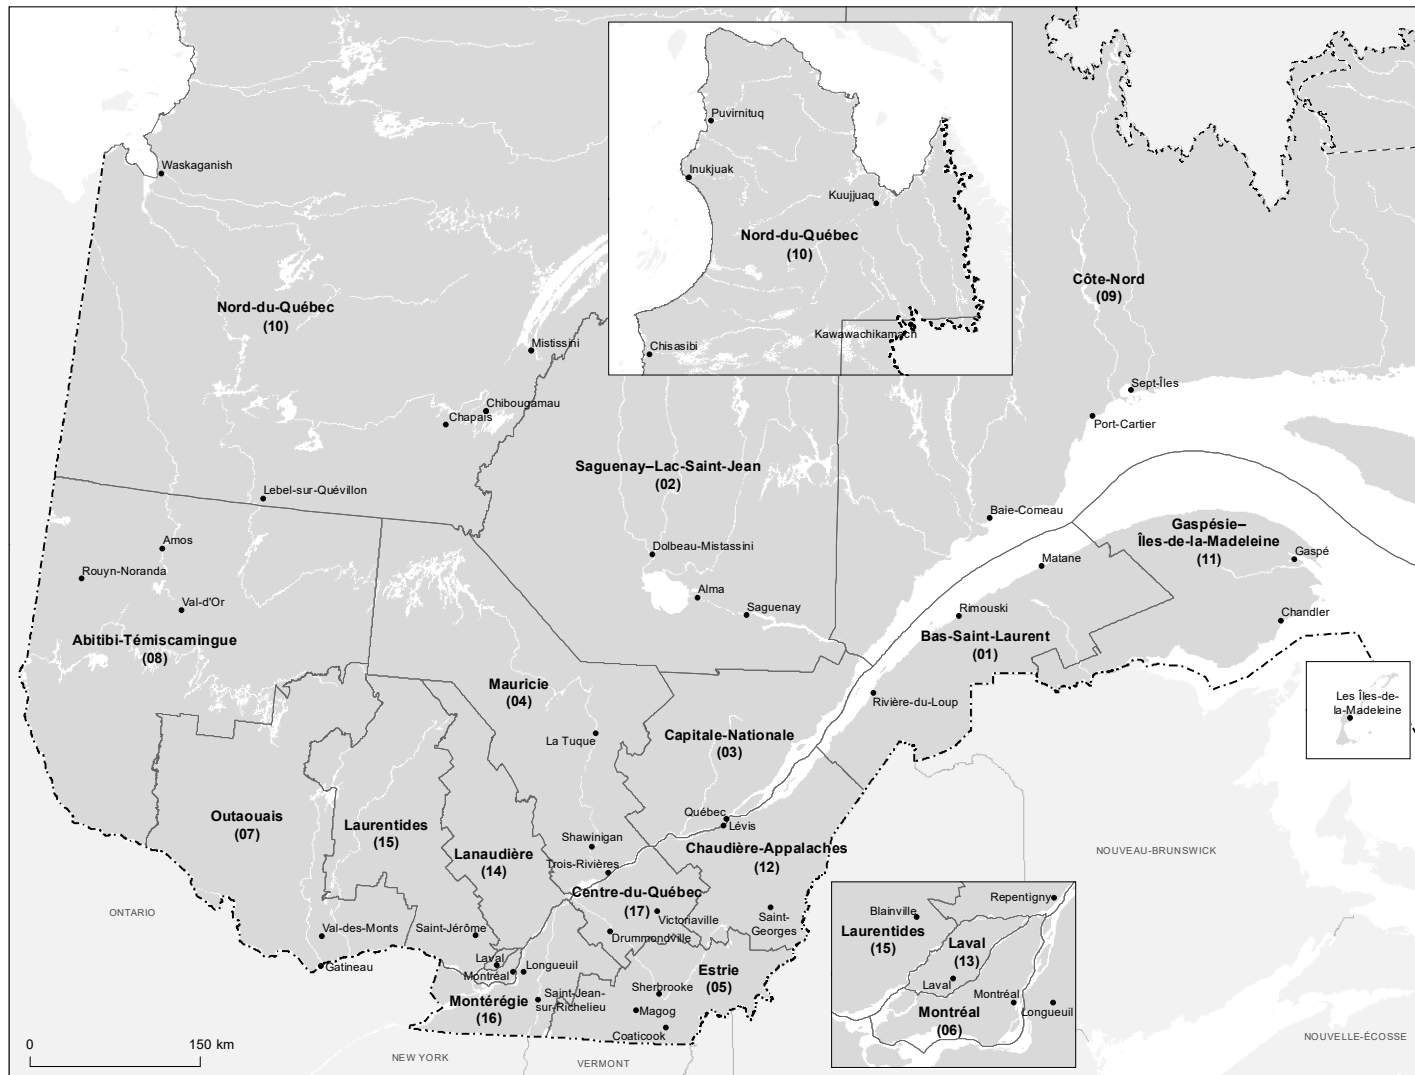 Waskaganish
Puvirnituq
Inukjuak
Kuujjuaq
Nord-du-Québec
(10)
Kawawachikamach
Chisasibi
Côte-Nord
(09)
Nord-du-Québec
(10)
Mistissini
Chibougamau
Chapais
Sept-Îles
Port-Cartier
Saguenay–Lac-Saint-Jean
(02)
Lebel-sur-Quévillon
Baie-Comeau
Gaspésie–
Îles-de-la-Madeleine
(11)
Gaspé
Amos
Dolbeau-Mistassini
Matane
Rouyn-Noranda
Alma
Val-d'Or
Saguenay
Rimouski
Chandler
Abitibi-Témiscamingue
(08)
Bas-Saint-Laurent
(01)
Mauricie
(04)
Rivière-du-Loup
Les Îles-de-
la-Madeleine
La Tuque
Capitale-Nationale
(03)
Outaouais
(07)
Laurentides
(15)
Québec
Lévis
Shawinigan
Chaudière-Appalaches
(12)
Lanaudière
(14)
Trois-Rivières
NOUVEAU-BRUNSWICK
Centre-du-Québec
(17)
Victoriaville
Saint-
Georges
ONTARIO
Val-des-Monts
Saint-Jérôme
Drummondville
Gatineau
Laval
Montréal
Longueuil
Estrie
(05)
Sherbrooke
Montérégie
(16)
Saint-Jean-
sur-Richelieu
Magog
Coaticook
Repentigny
Blainville
Laurentides
(15)
Laval
(13)
Laval
Montréal
Longueuil
Montréal
(06)
NOUVELLE-ÉCOSSE
0
150 km
NEW YORK
VERMONT